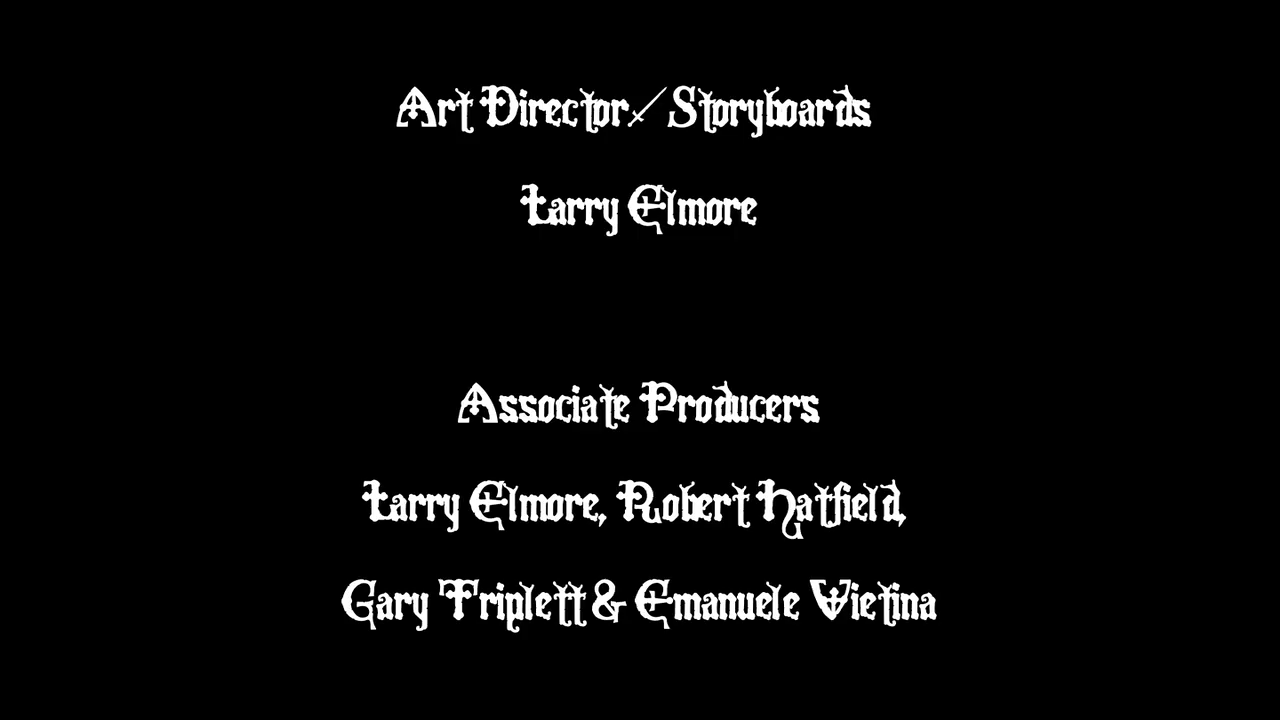 Art Director/Storyboards
Larry Elmore
Associate Producers
Larry Elmore, Robert Hatfield,
Gary Triplett & Emanuele Vietina